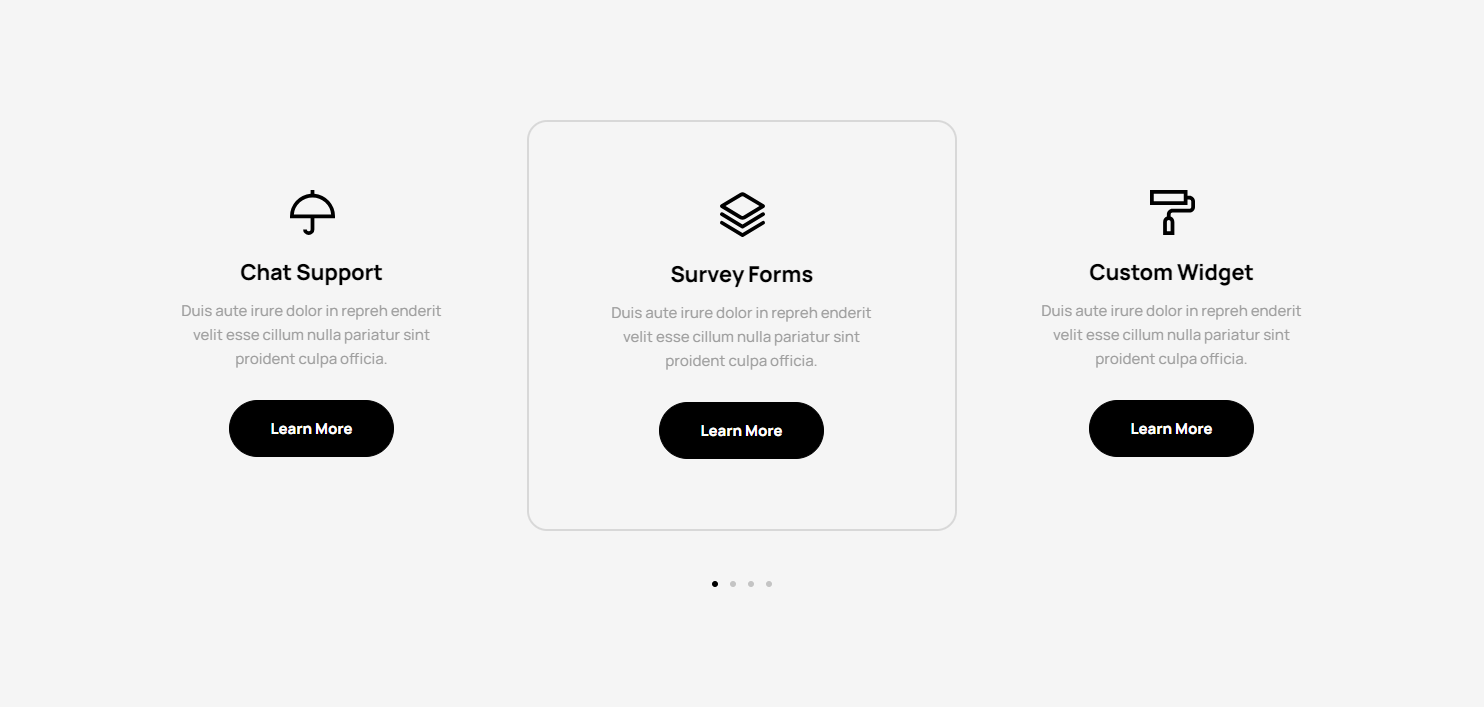 Chat Support
Duis aute irure dolor in repreh enderit
velit esse cillum nulla pariatur sint
proident culpa officia.
Learn More
Survey Forms
Duis aute irure dolor in repreh enderit
velit esse cillum nulla pariatur sint
proident culpa officia.
Learn More
Custom Widget
Duis aute irure dolor in repreh enderit
velit esse cillum nulla pariatur sint
proident culpa officia.
Learn More